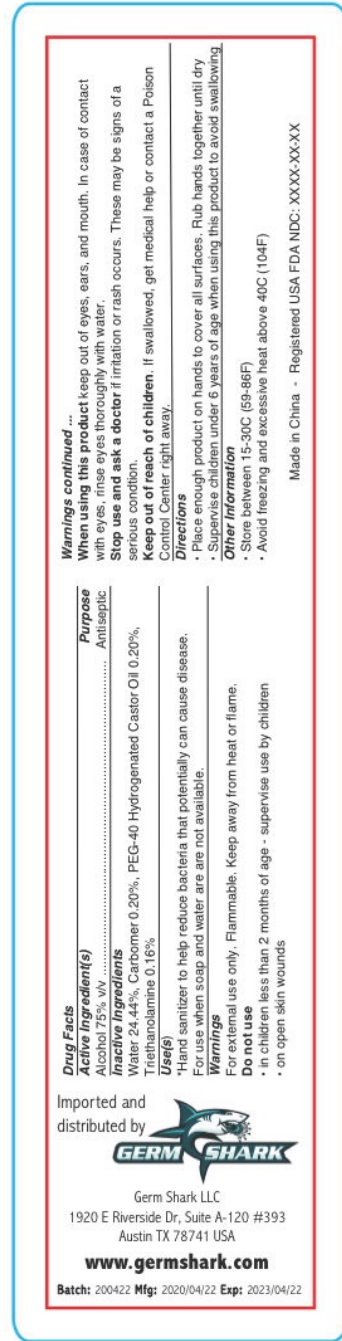 Imported and
distributed by
GERM SHARK
Germ Shark LLC
1920 E Riverside Dr, Suite A-120 #393
Austin TX 78741 USA
www.germshark.com
Batch: 200422 Mfg: 2020/04/22 Exp: 2023/04/22
Drug Facts
Active Ingredient(s) Purpose
Alcohol 75% v/v ........................................................................ Antiseptic
Inactive Ingredients
Water 24.44%, Carbomer 0.20%, PEG-40 Hydrogenated Castor Oil 0.20%,
Triethanolamine 0.16%
Use(s)
*Hand sanitizer to help reduce bacteria that potentially can cause disease.
For use when soap and water are are not available.
Warnings
For external use only. Flammable. Keep away from heat or flame.
Do not use
· in children less than 2 months of age - supervise use by children
· on open skin wounds
Warnings continued ...
When using this product keep out of eyes, ears, and mouth. In case of contact
with eyes, rinse eyes thoroughly with water.
Stop use and ask a doctor if irritation or rash occurs. These may be signs of a
serious condtion.
Keep out of reach of children. If swallowed, get medical help or contact a Poison
Control Center right away.
Directions
· Place enough product on hands to cover all surfaces. Rub hands together until dry
· Supervise children under 6 years of age when using this product to avoid swallowing
Other Information
· Store between 15-30C (59-86F)
· Avoid freezing and excessive heat above 40C (104F)
Made in China - Registered USA FDA NDC: XXXX-XX-XX